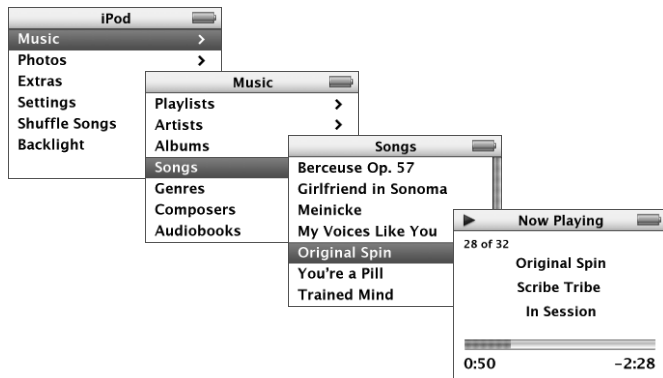 iPod
Music
Photos
Extras
Settings
Shuffle Songs
Backlight
Music
Playlists
Artists
Albums
Songs
Genres
Composers
Audiobooks
Songs
Berceuse Op. 57
Girlfriend in Sonoma
Meinicke
My Voices Like You
Original Spin
You're a Pill
Trained Mind
Now Playing
28 of 32
Original Spin
Scribe Tribe
In Session
0:50 -2:28